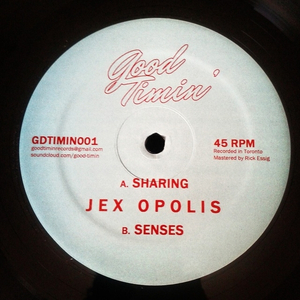 Good
Timin'
GDTIMIN001
goodtiminrecords@gmail.com
soundcloud.com/good-timin
45 RPM
Recorded in Toronto
Mastered by Rick Essig
A. SHARING
JEX OPOLIS
B. SENSES